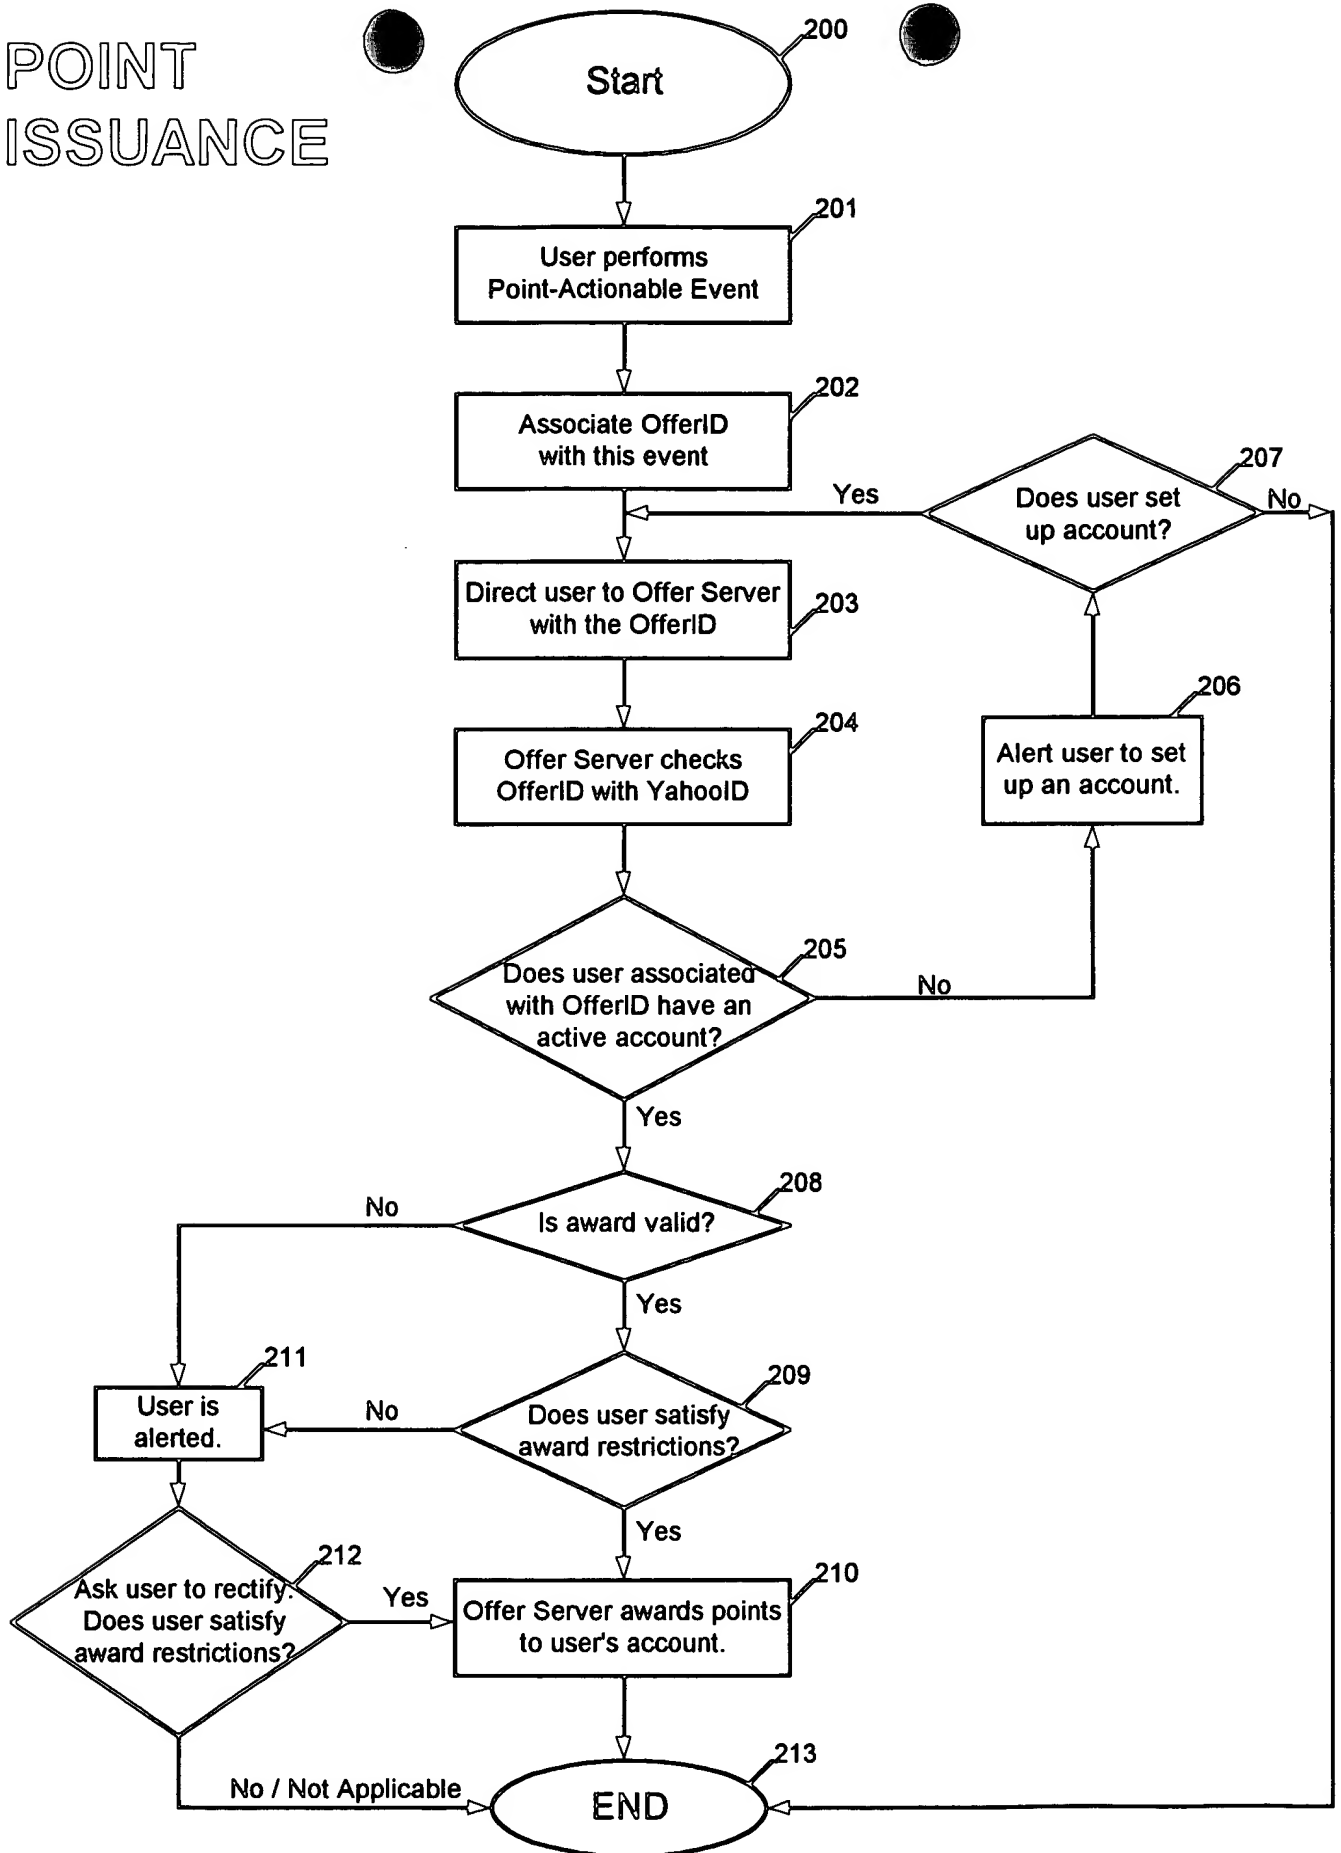 POINT
ISSUANCE
200
Start
201
User performs
Point-Actionable Event
202
Associate OfferID
with this event
207
Does user set
up account?
Yes
No
Direct user to Offer Server
with the OfferID
203
206
Alert user to set
up an account.
204
Offer Server checks
OfferID with YahooID
205
Does user associated
with OfferID have an
active account?
No
Yes
208
Is award valid?
No
Yes
211
User is
alerted.
No
209
Does user satisfy
award restrictions?
Yes
212
Ask user to rectify.
Does user satisfy
award restrictions?
Yes
210
Offer Server awards points
to user's account.
No / Not Applicable
213
END